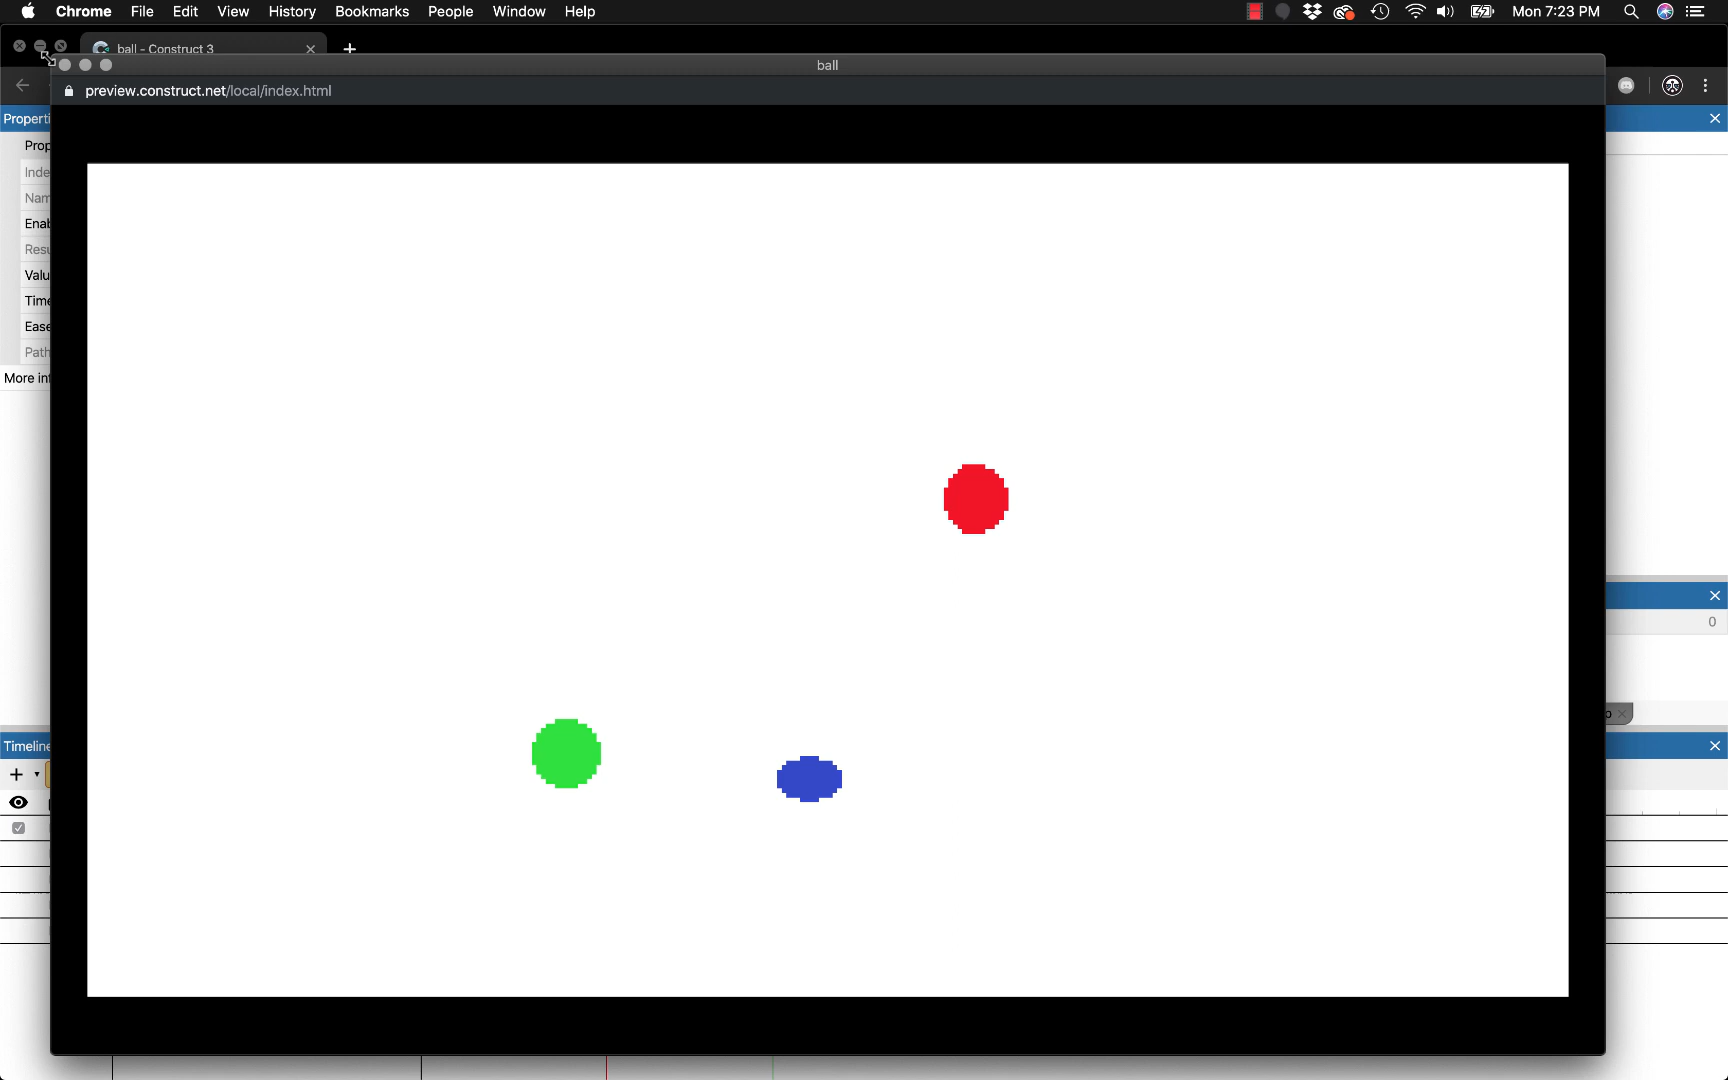 Chrome File Edit View History Bookmarks People Window Help Mon 7:23 PM
ball - Construct 3
ball
preview.construct.net/local/index.html
Properti
Prop
Inde
Nam
Enab
Resu
Valu
Time
Ease
Path
More inf
0
Timeline